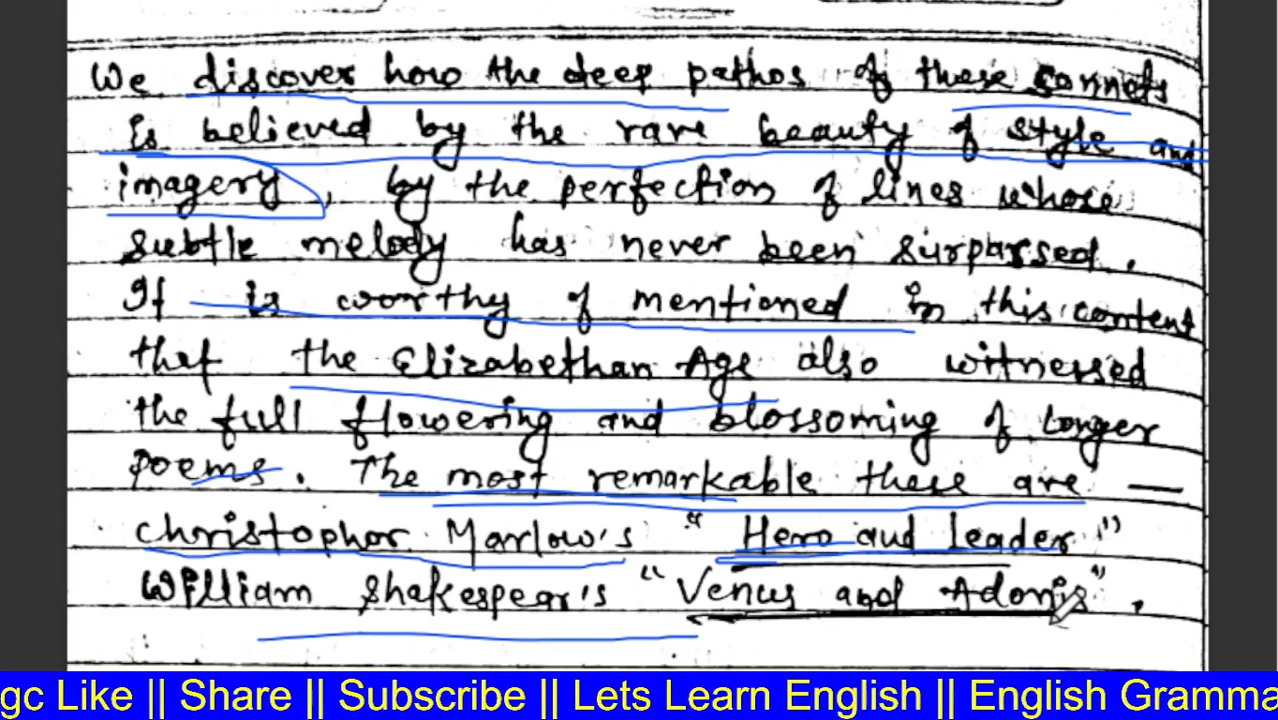 We discover how the deep pathos of these sonnets
is believed by the rare beauty of style and
imagery, by the perfection of lines whose
subtle melody has never been surpassed.
It is worthy of mentioned in this content
that the Elizabethan Age also witnessed
the full flowering and blossoming of Longer
poems. The most remarkable these are —
Christophor Marlow's "Hero and leader"
William Shakespear's "Venus and Adonis".
gc Like || Share || Subscribe || Lets Learn English || English Gramma